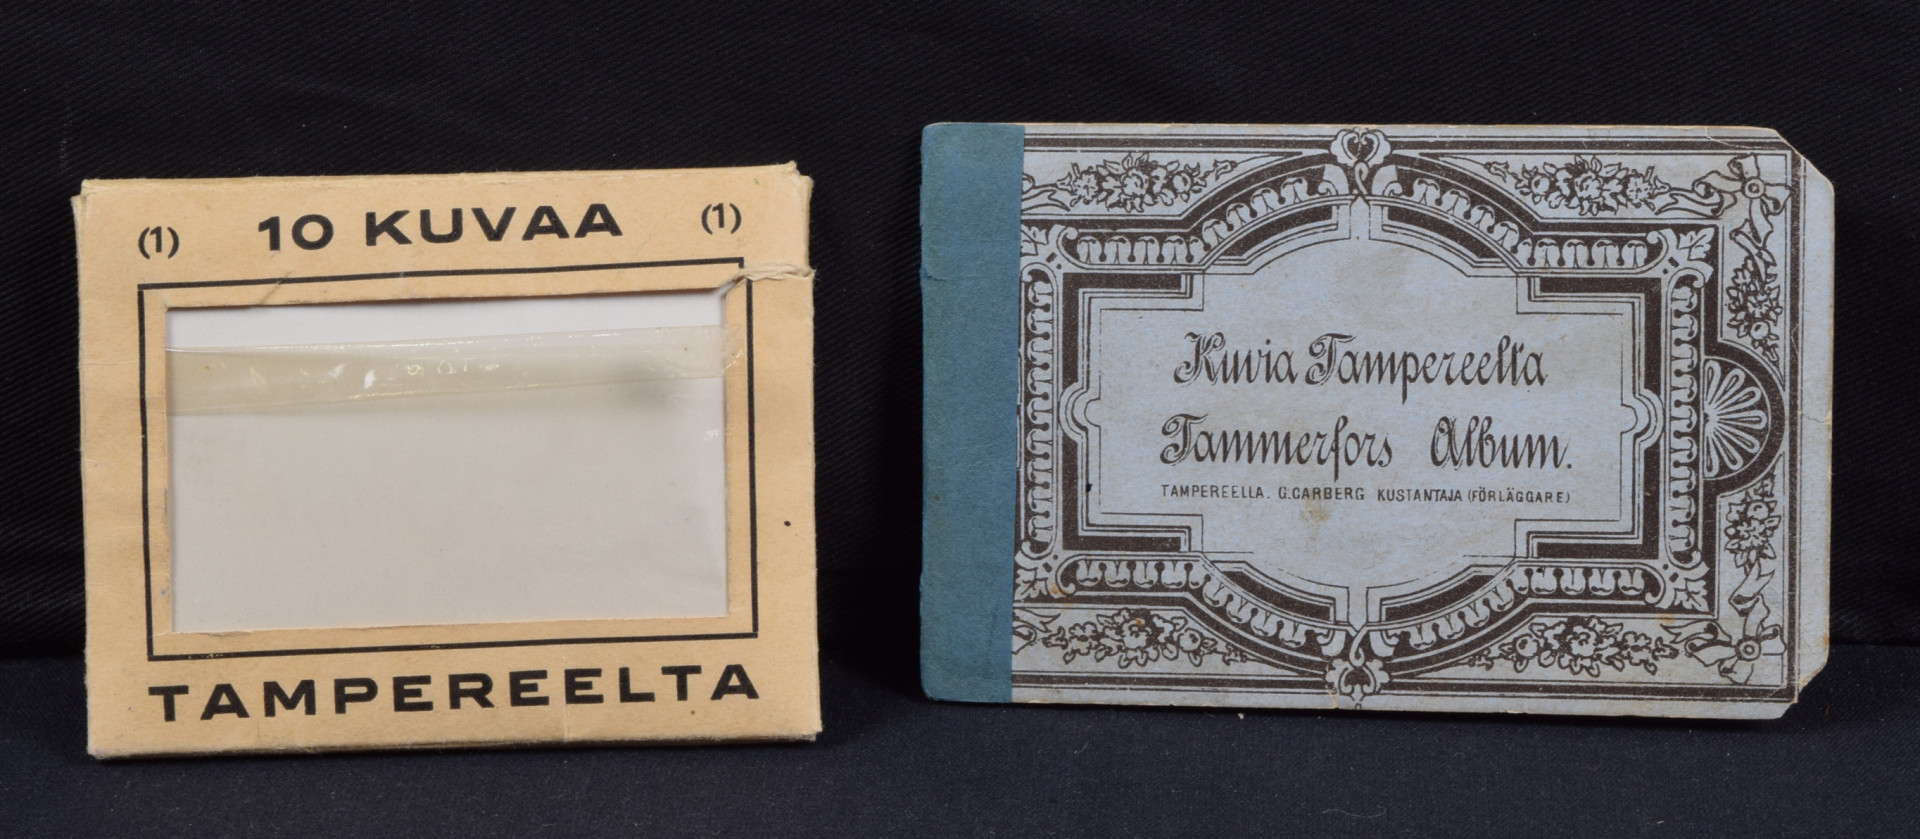 (1) 10 KUVAA (1)
TAMPEREELTA
Kuvia Tampereelta
Tammerfors Album.
TAMPEREELLA. G.CARBERG KUSTANTAJA (FÖRLÄGGARE)